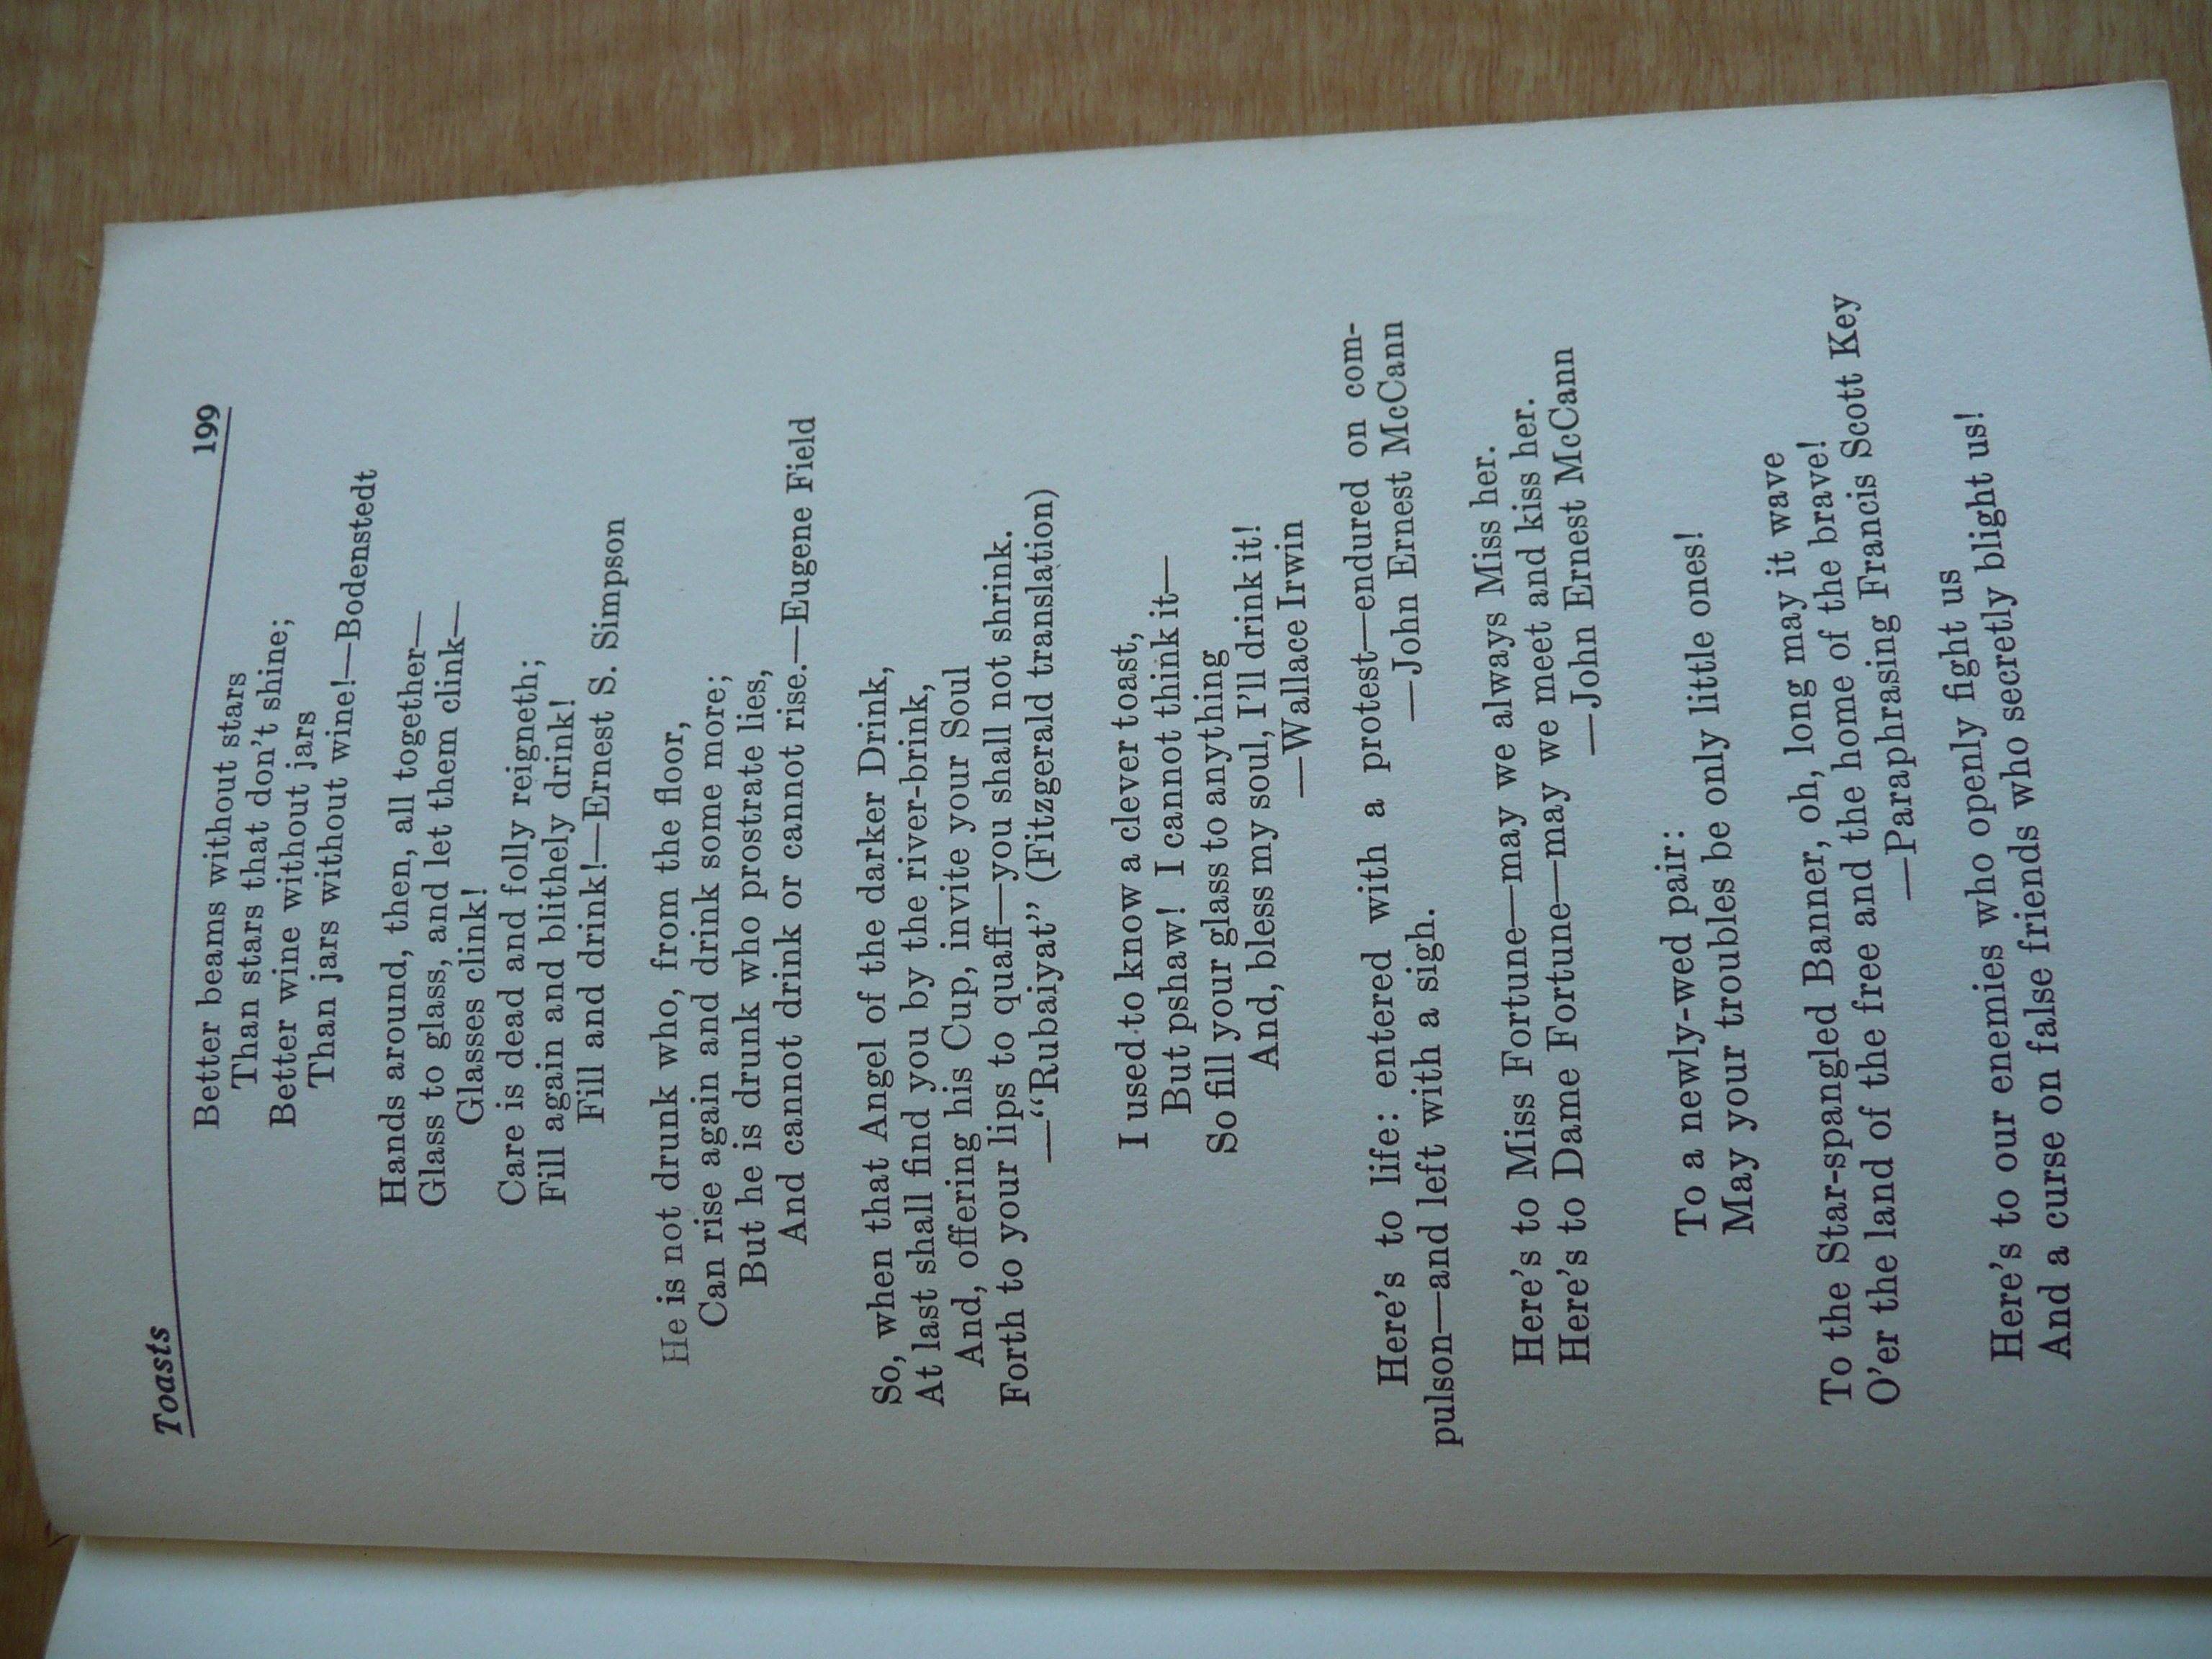 Toasts 199
Better beams without stars
Than stars that don't shine;
Better wine without jars
Than jars without wine!—Bodenstedt
Hands around, then, all together—
Glass to glass, and let them clink—
Glasses clink!
Care is dead and folly reigneth;
Fill again and blithely drink!
Fill and drink!—Ernest S. Simpson
He is not drunk who, from the floor,
Can rise again and drink some more;
But he is drunk who prostrate lies,
And cannot drink or cannot rise.—Eugene Field
So, when that Angel of the darker Drink,
At last shall find you by the river-brink,
And, offering his Cup, invite your Soul
Forth to your lips to quaff—you shall not shrink.
—“Rubaiyat” (Fitzgerald translation)
I used to know a clever toast,
But pshaw! I cannot think it—
So fill your glass to anything
And, bless my soul, I'll drink it!
—Wallace Irwin
Here's to life: entered with a protest—endured on com-
pulson—and left with a sigh. —John Ernest McCann
Here's to Miss Fortune—may we always Miss her.
Here's to Dame Fortune—may we meet and kiss her.
—John Ernest McCann
To a newly-wed pair:
May your troubles be only little ones!
To the Star-spangled Banner, oh, long may it wave
O'er the land of the free and the home of the brave!
—Paraphrasing Francis Scott Key
Here's to our enemies who openly fight us
And a curse on false friends who secretly blight us!